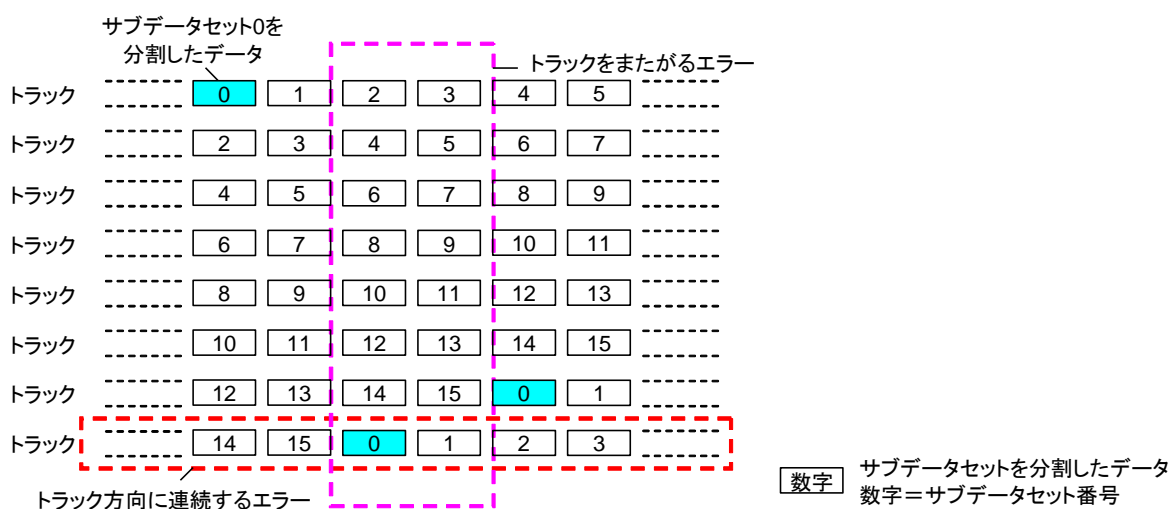 サブデータセット0を
分割したデータ
トラックをまたがるエラー
トラック 0 1 2 3 4 5
トラック 2 3 4 5 6 7
トラック 4 5 6 7 8 9
トラック 6 7 8 9 10 11
トラック 8 9 10 11 12 13
トラック 10 11 12 13 14 15
トラック 12 13 14 15 0 1
トラック 14 15 0 1 2 3
トラック方向に連続するエラー
数字 サブデータセットを分割したデータ
数字＝サブデータセット番号